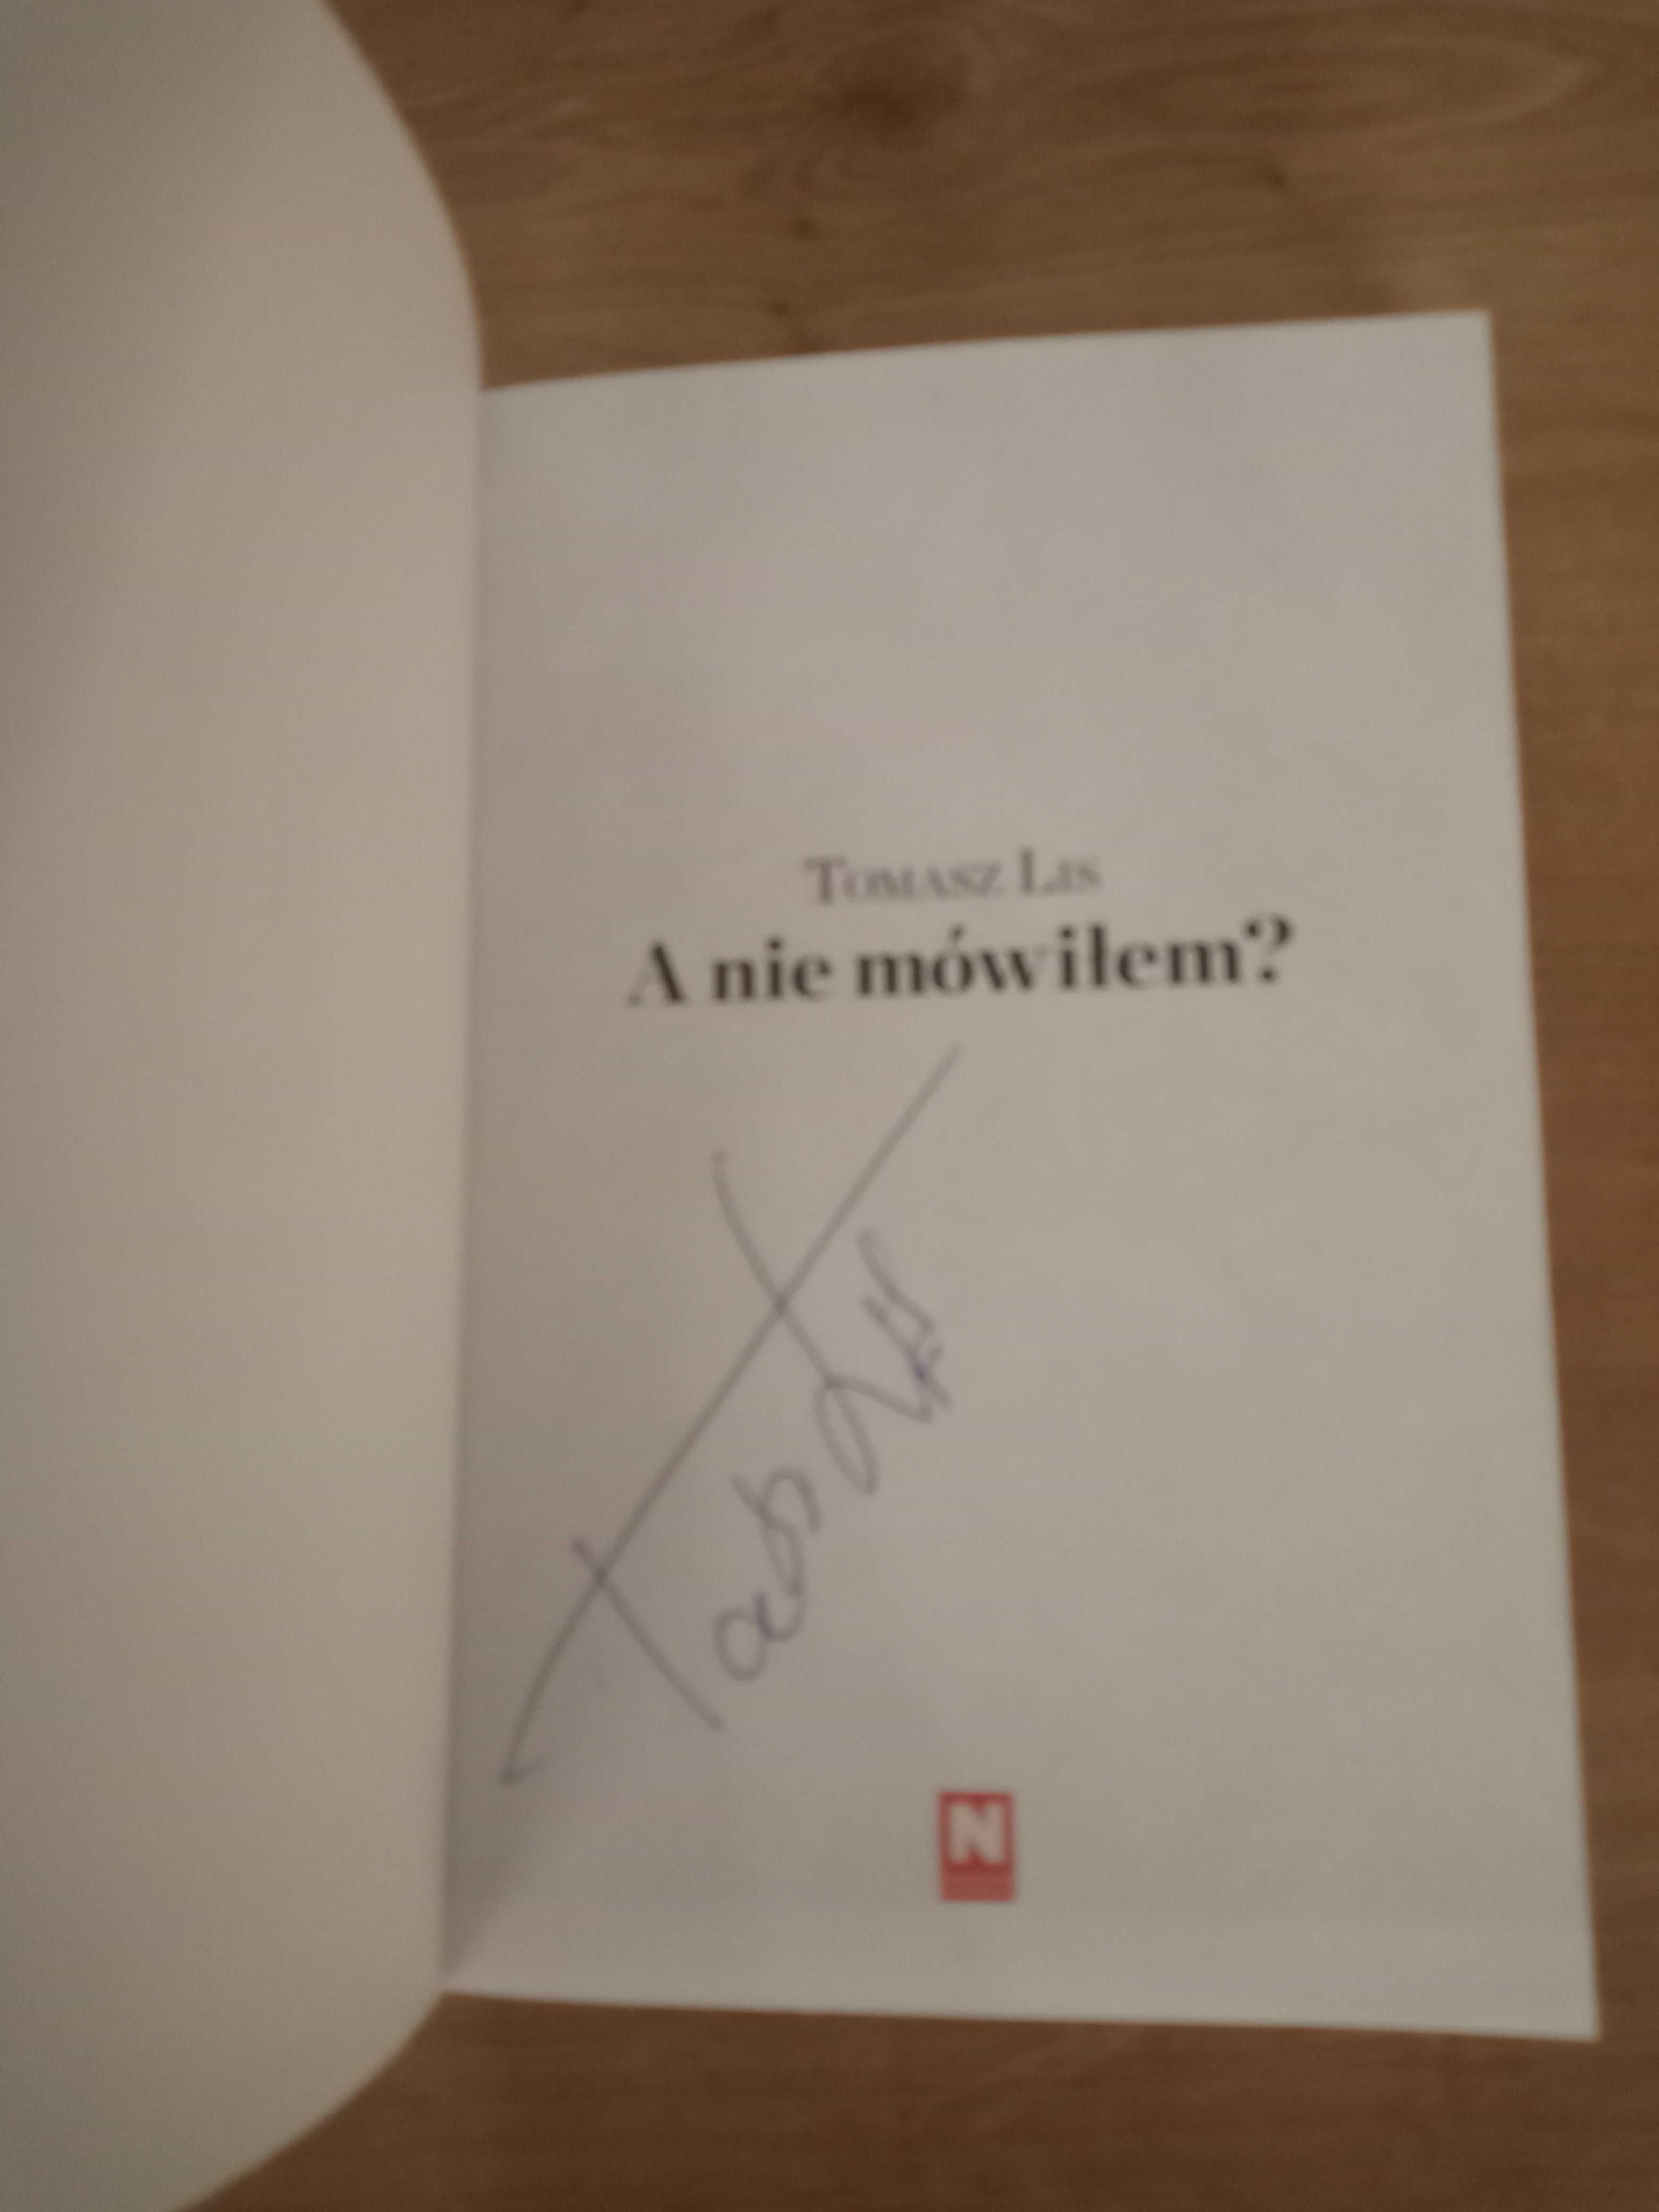 Tomasz Lis
A nie mówiłem?
N